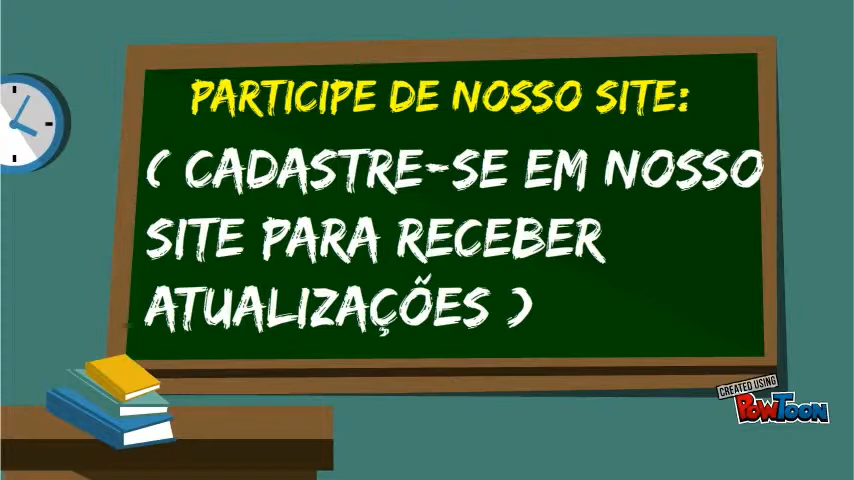 PARTICIPE DE NOSSO SITE:
( CADASTRE-SE EM NOSSO
SITE PARA RECEBER
ATUALIZAÇÕES )
CREATED USING
POWTOON